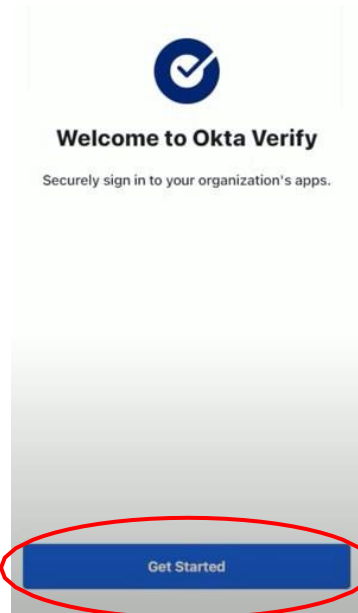 Welcome to Okta Verify
Securely sign in to your organization's apps.
Get Started